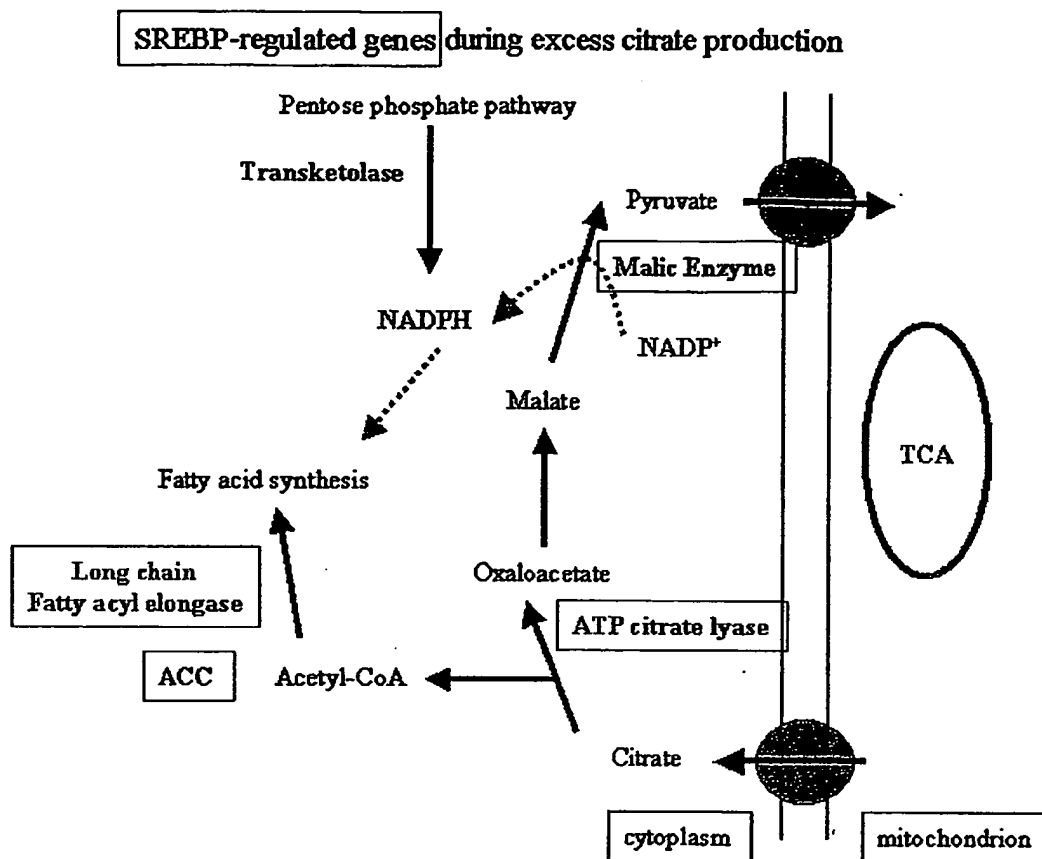 SREBP-regulated genes during excess citrate production
Pentose phosphate pathway
Transketolase
Pyruvate
Malic Enzyme
NADPH
NADP+
Malate
TCA
Fatty acid synthesis
Long chain
Fatty acyl elongase
Oxaloacetate
ATP citrate lyase
ACC
Acetyl-CoA
Citrate
cytoplasm
mitochondrion